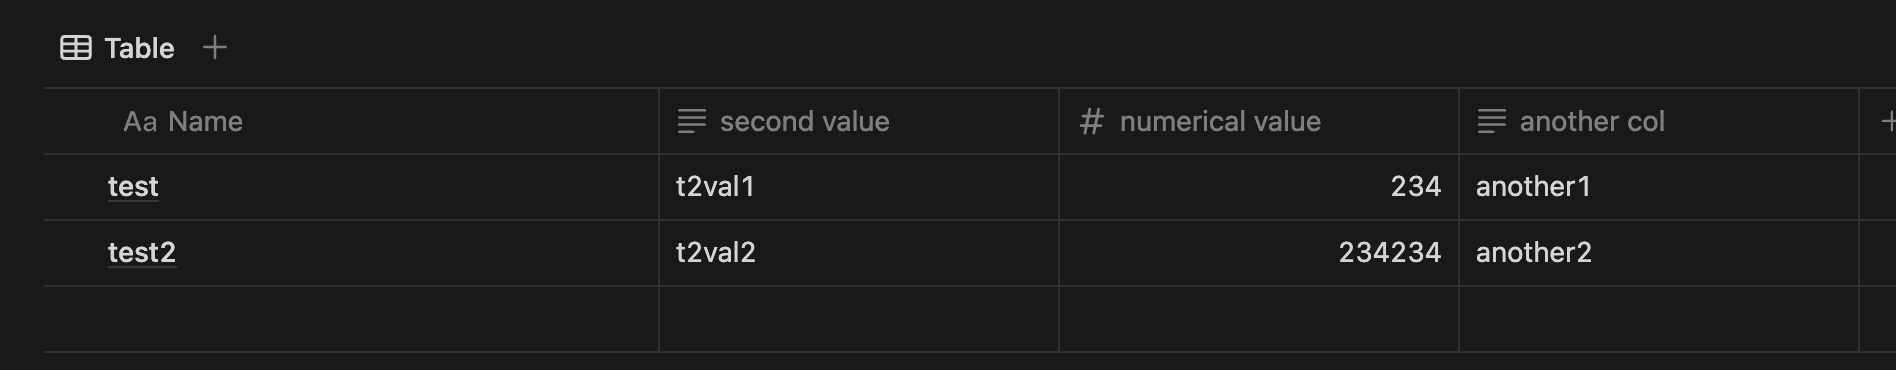 Table +
Aa Name second value # numerical value another col +
test t2val1 234 another1
test2 t2val2 234234 another2